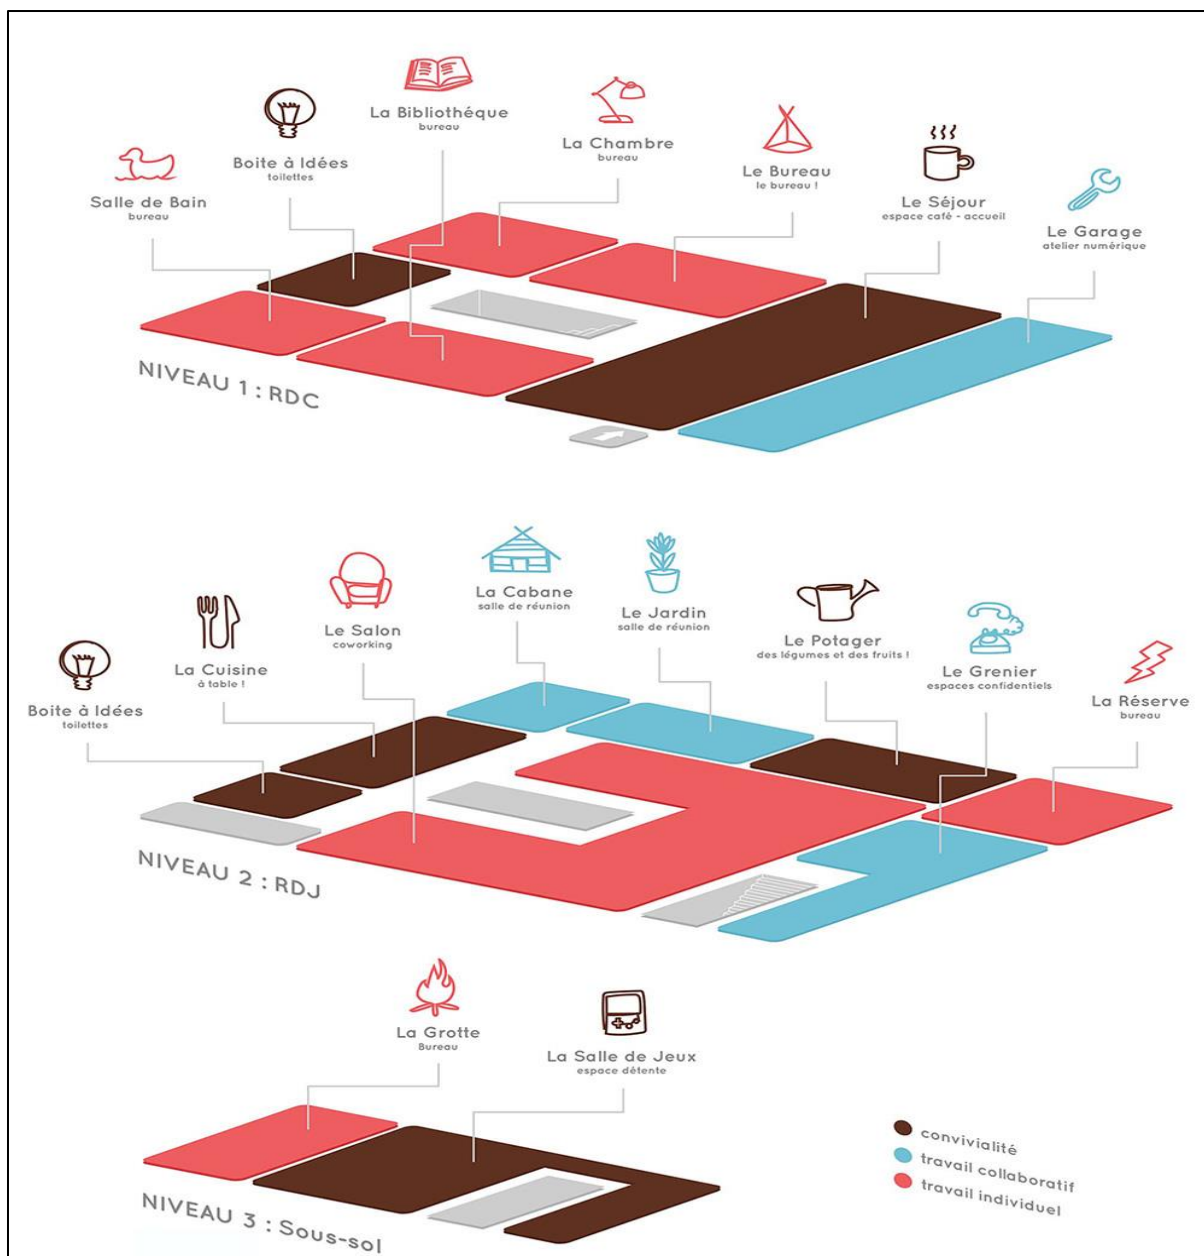 La Bibliothéque
bureau
La Chambre
bureau
Boite à Idées
toilettes
Le Bureau
le bureau !
Salle de Bain
bureau
Le Séjour
espace café - accueil
Le Garage
atelier numérique
NIVEAU 1 : RDC
La Cabane
salle de réunion
Le Jardin
salle de réunion
Le Salon
coworking
Le Potager
des légumes et des fruits !
La Cuisine
à table !
Le Grenier
espaces confidentiels
Boite à Idées
toilettes
La Réserve
bureau
NIVEAU 2 : RDJ
La Grotte
Bureau
La Salle de Jeux
espace détente
NIVEAU 3 : Sous-sol
convivialité
travail collaboratif
travail individuel